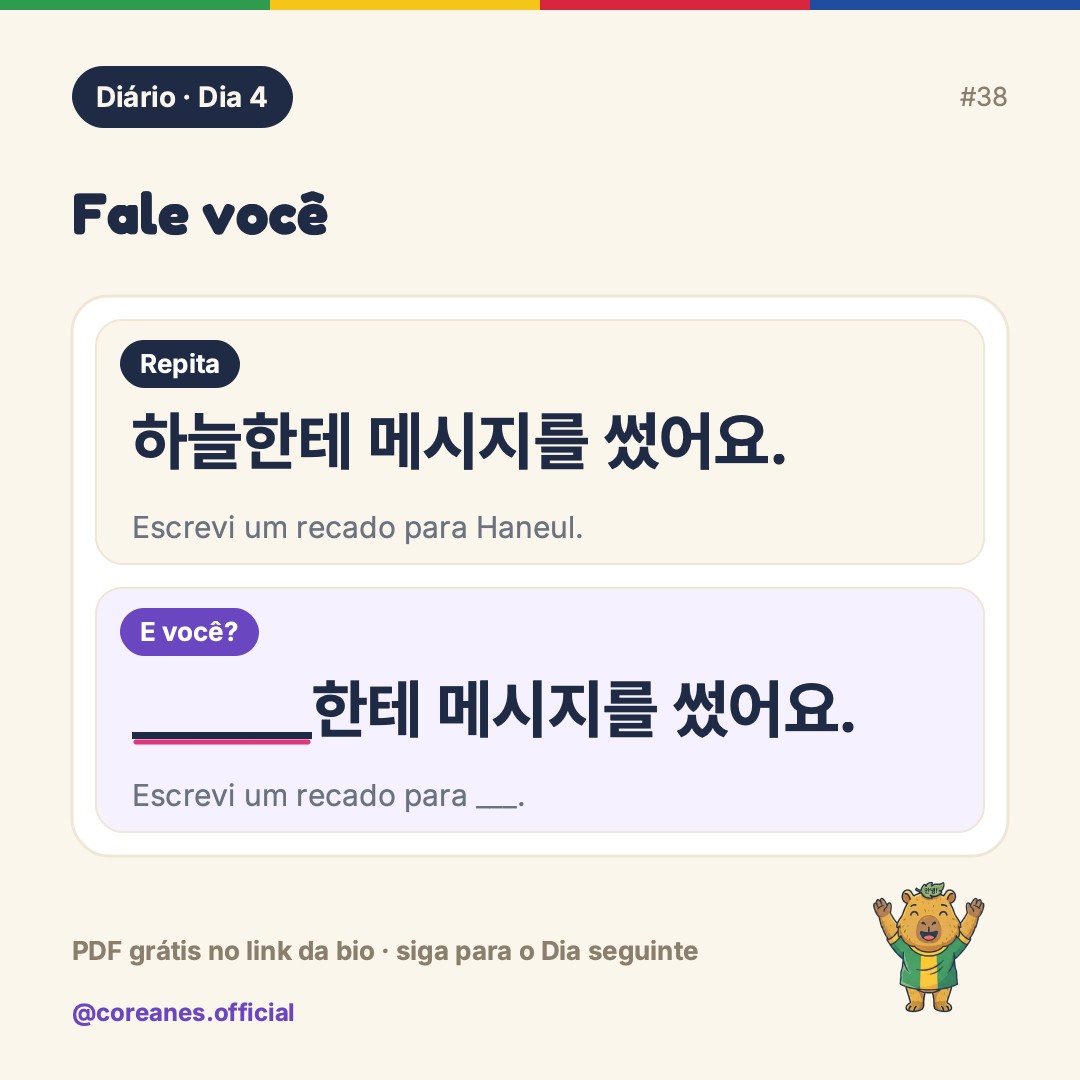 Diário · Dia 4
#38
Fale você
Repita
하늘한테 메시지를 썼어요.
Escrevi um recado para Haneul.
E você?
______한테 메시지를 썼어요.
Escrevi um recado para ___.
PDF grátis no link da bio · siga para o Dia seguinte
@coreanes.official